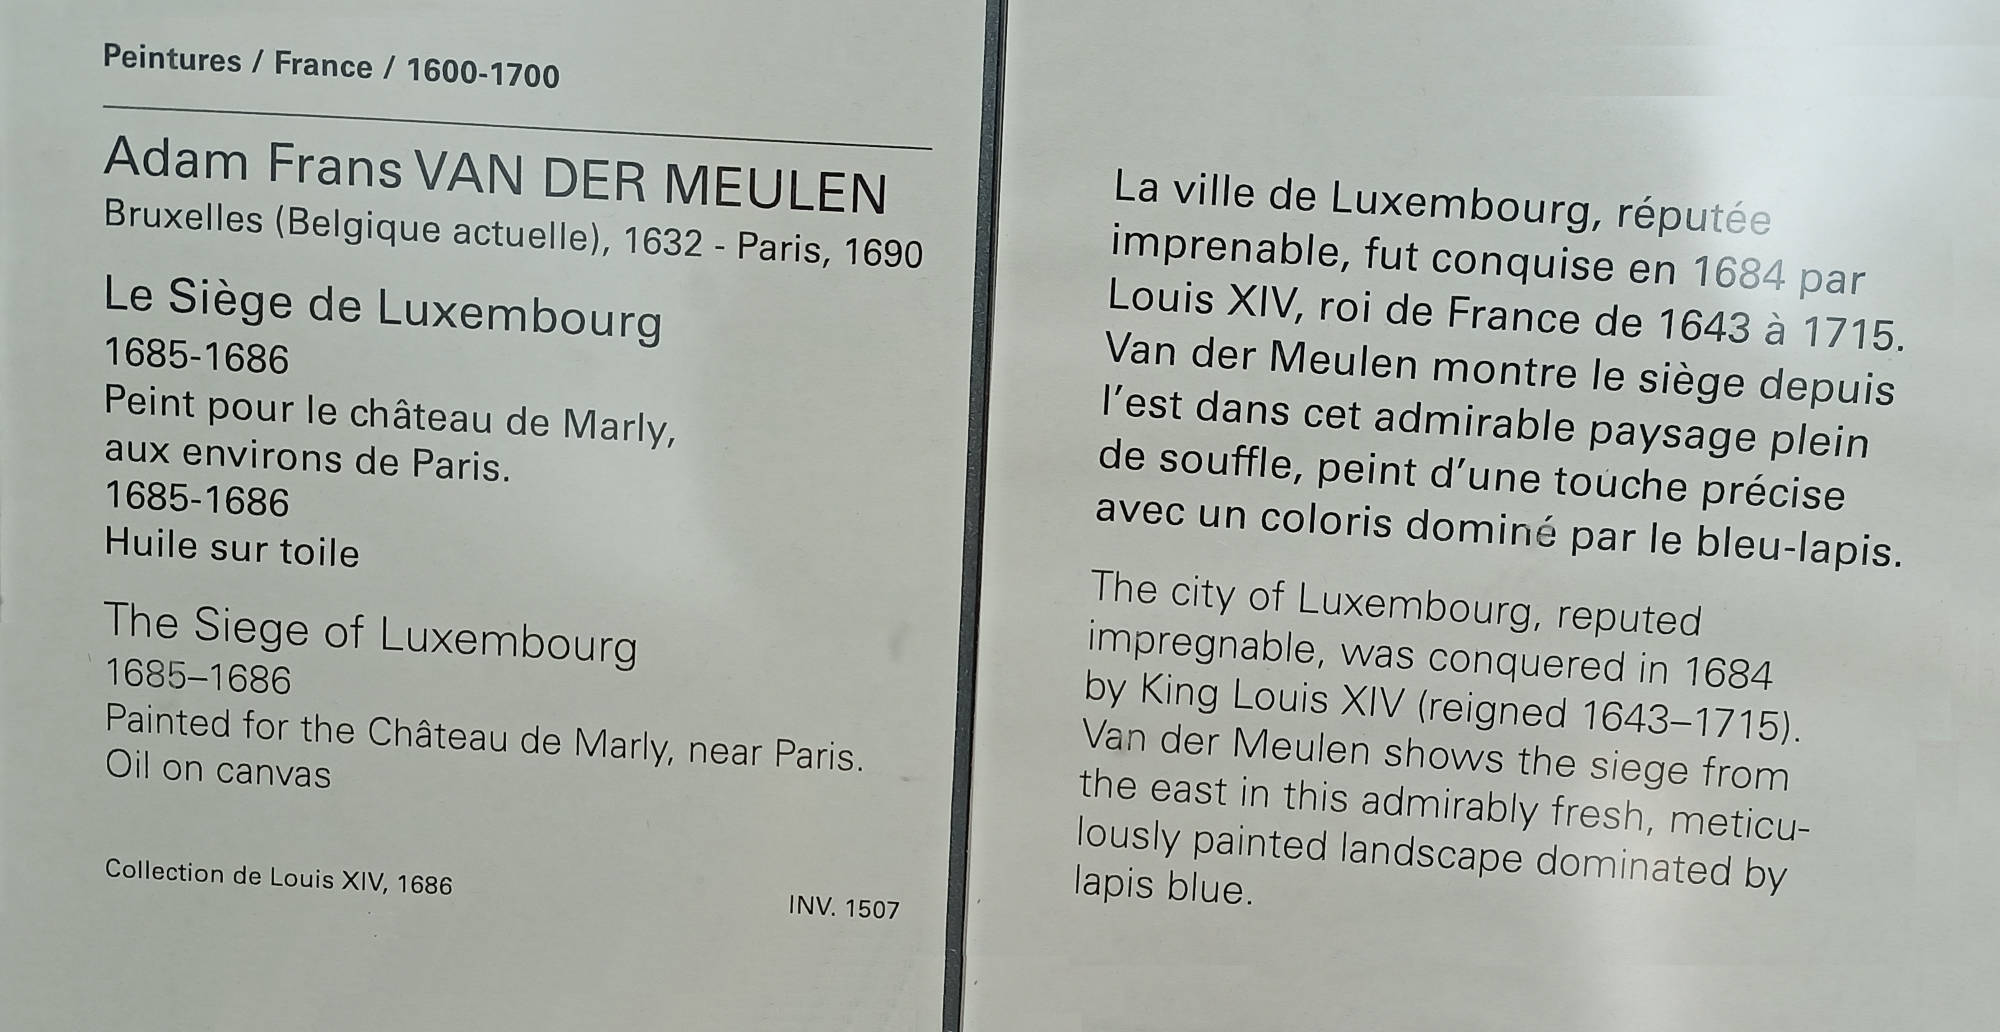 Peintures / France / 1600-1700
Adam Frans VAN DER MEULEN
Bruxelles (Belgique actuelle), 1632 - Paris, 1690
Le Siège de Luxembourg
1685-1686
Peint pour le château de Marly,
aux environs de Paris.
1685-1686
Huile sur toile
The Siege of Luxembourg
1685–1686
Painted for the Château de Marly, near Paris.
Oil on canvas
Collection de Louis XIV, 1686
INV. 1507
La ville de Luxembourg, réputée
imprenable, fut conquise en 1684 par
Louis XIV, roi de France de 1643 à 1715.
Van der Meulen montre le siège depuis
l’est dans cet admirable paysage plein
de souffle, peint d’une touche précise
avec un coloris dominé par le bleu-lapis.
The city of Luxembourg, reputed
impregnable, was conquered in 1684
by King Louis XIV (reigned 1643–1715).
Van der Meulen shows the siege from
the east in this admirably fresh, meticu-
lously painted landscape dominated by
lapis blue.